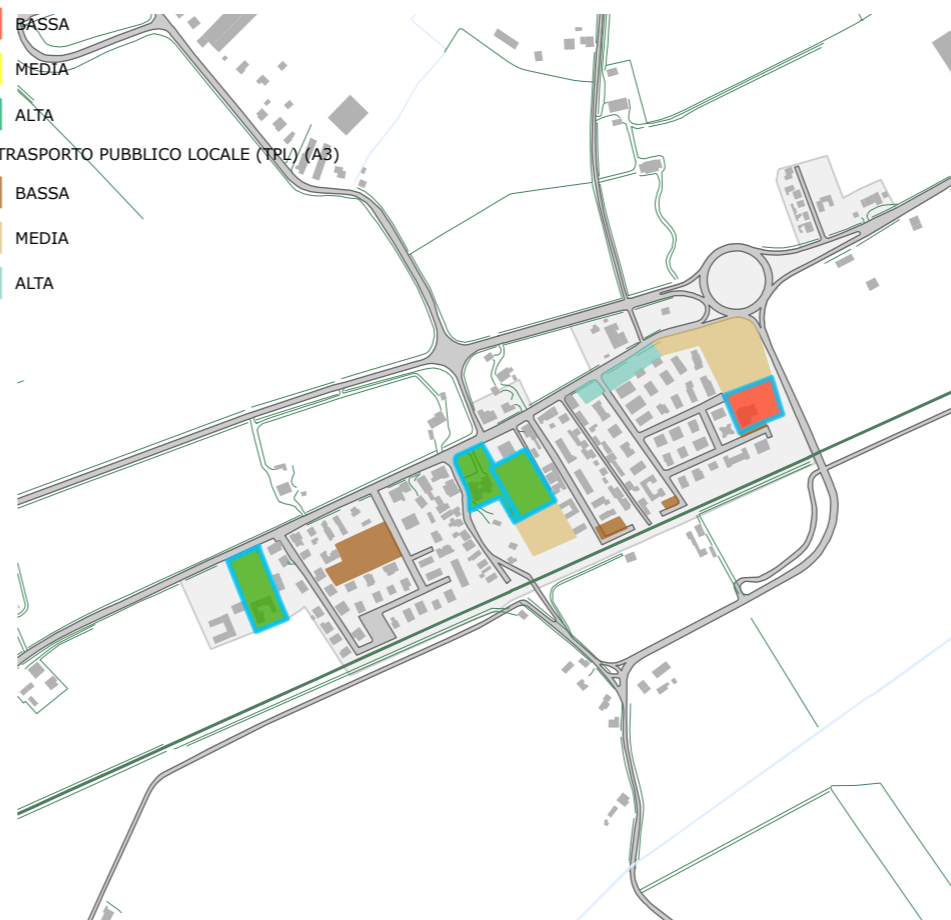 BASSA
MEDIA
ALTA
TRASPORTO PUBBLICO LOCALE (TPL) (A3)
BASSA
MEDIA
ALTA